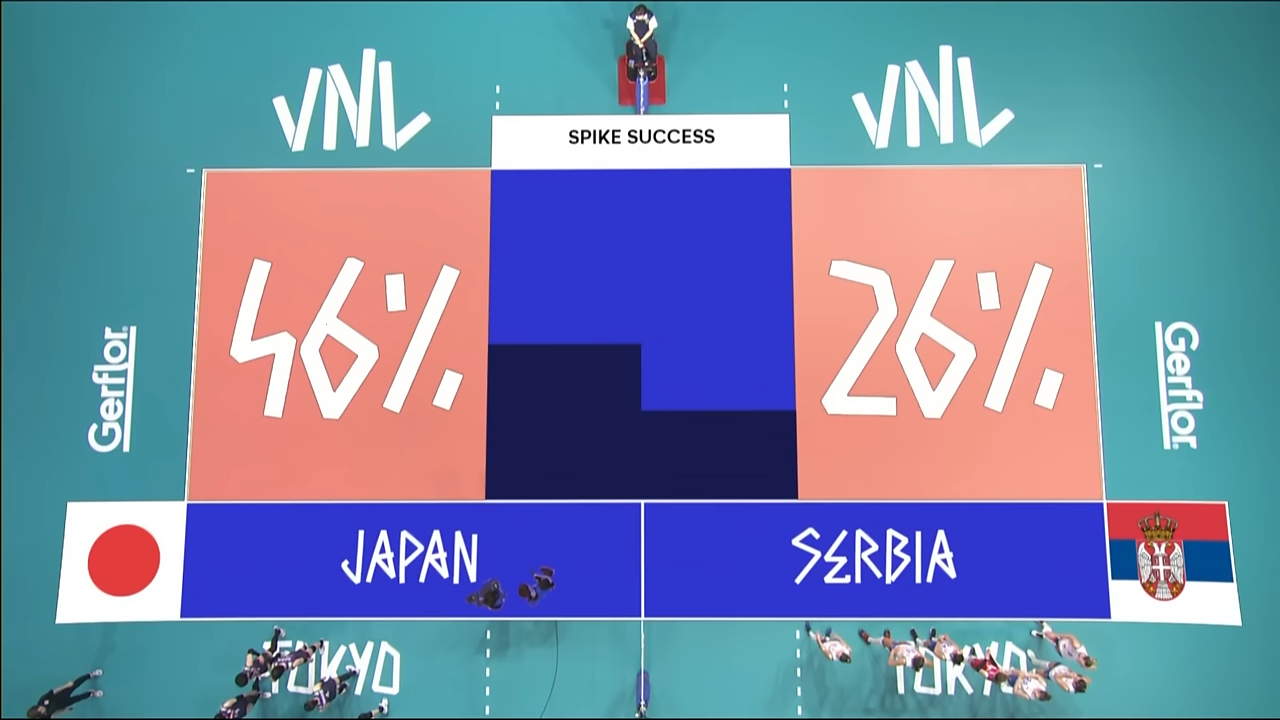 VNL
VNL
SPIKE SUCCESS
46%
26%
Gerflor.
Gerflor.
JAPAN
SERBIA
TOKYO
TOKYO